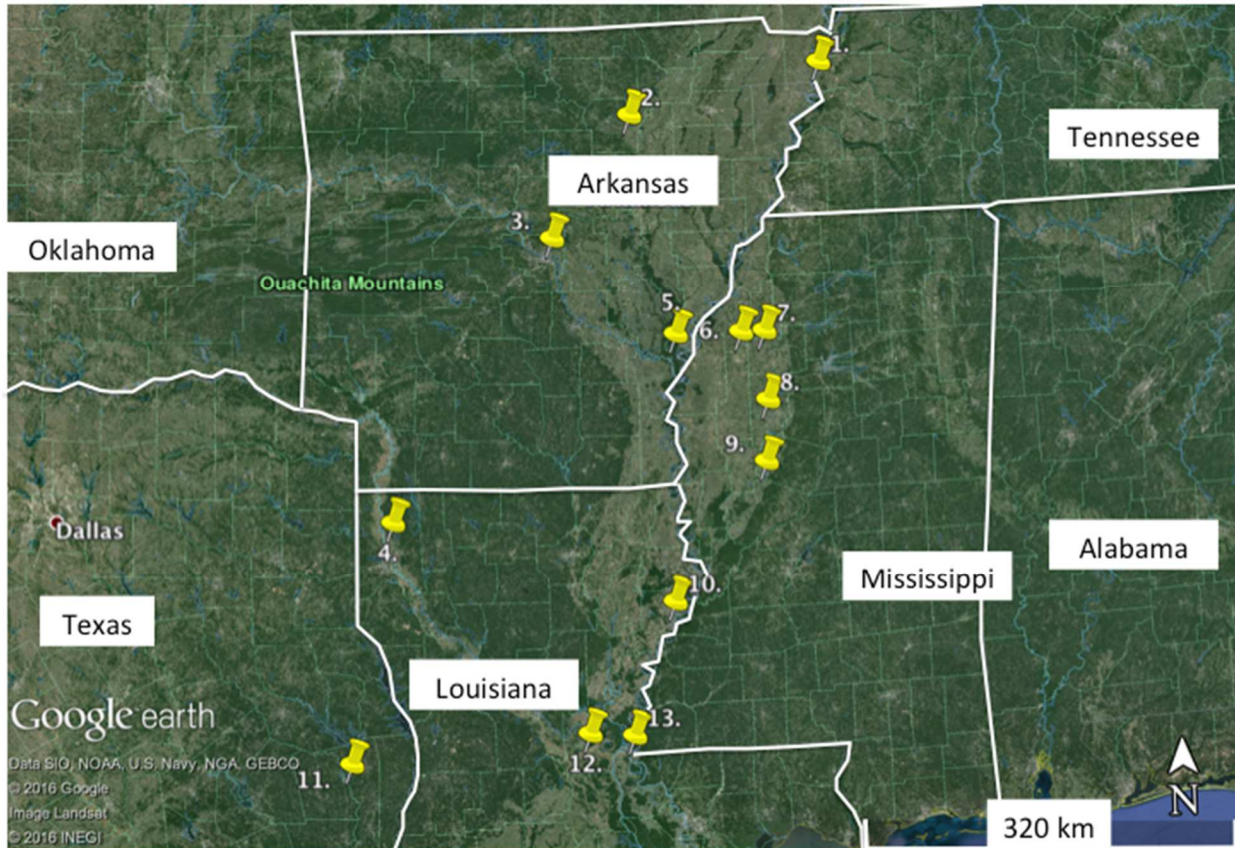 1.
2.
Tennessee
Arkansas
3.
Oklahoma
Ouachita Mountains
5.
6.
7.
8.
9.
Dallas
4.
Alabama
Mississippi
10.
Texas
Louisiana
Google earth
13.
Data SIO, NOAA, U.S. Navy, NGA, GEBCO
12.
11.
© 2016 Google
Image Landsat
© 2016 INEGI
N
320 km